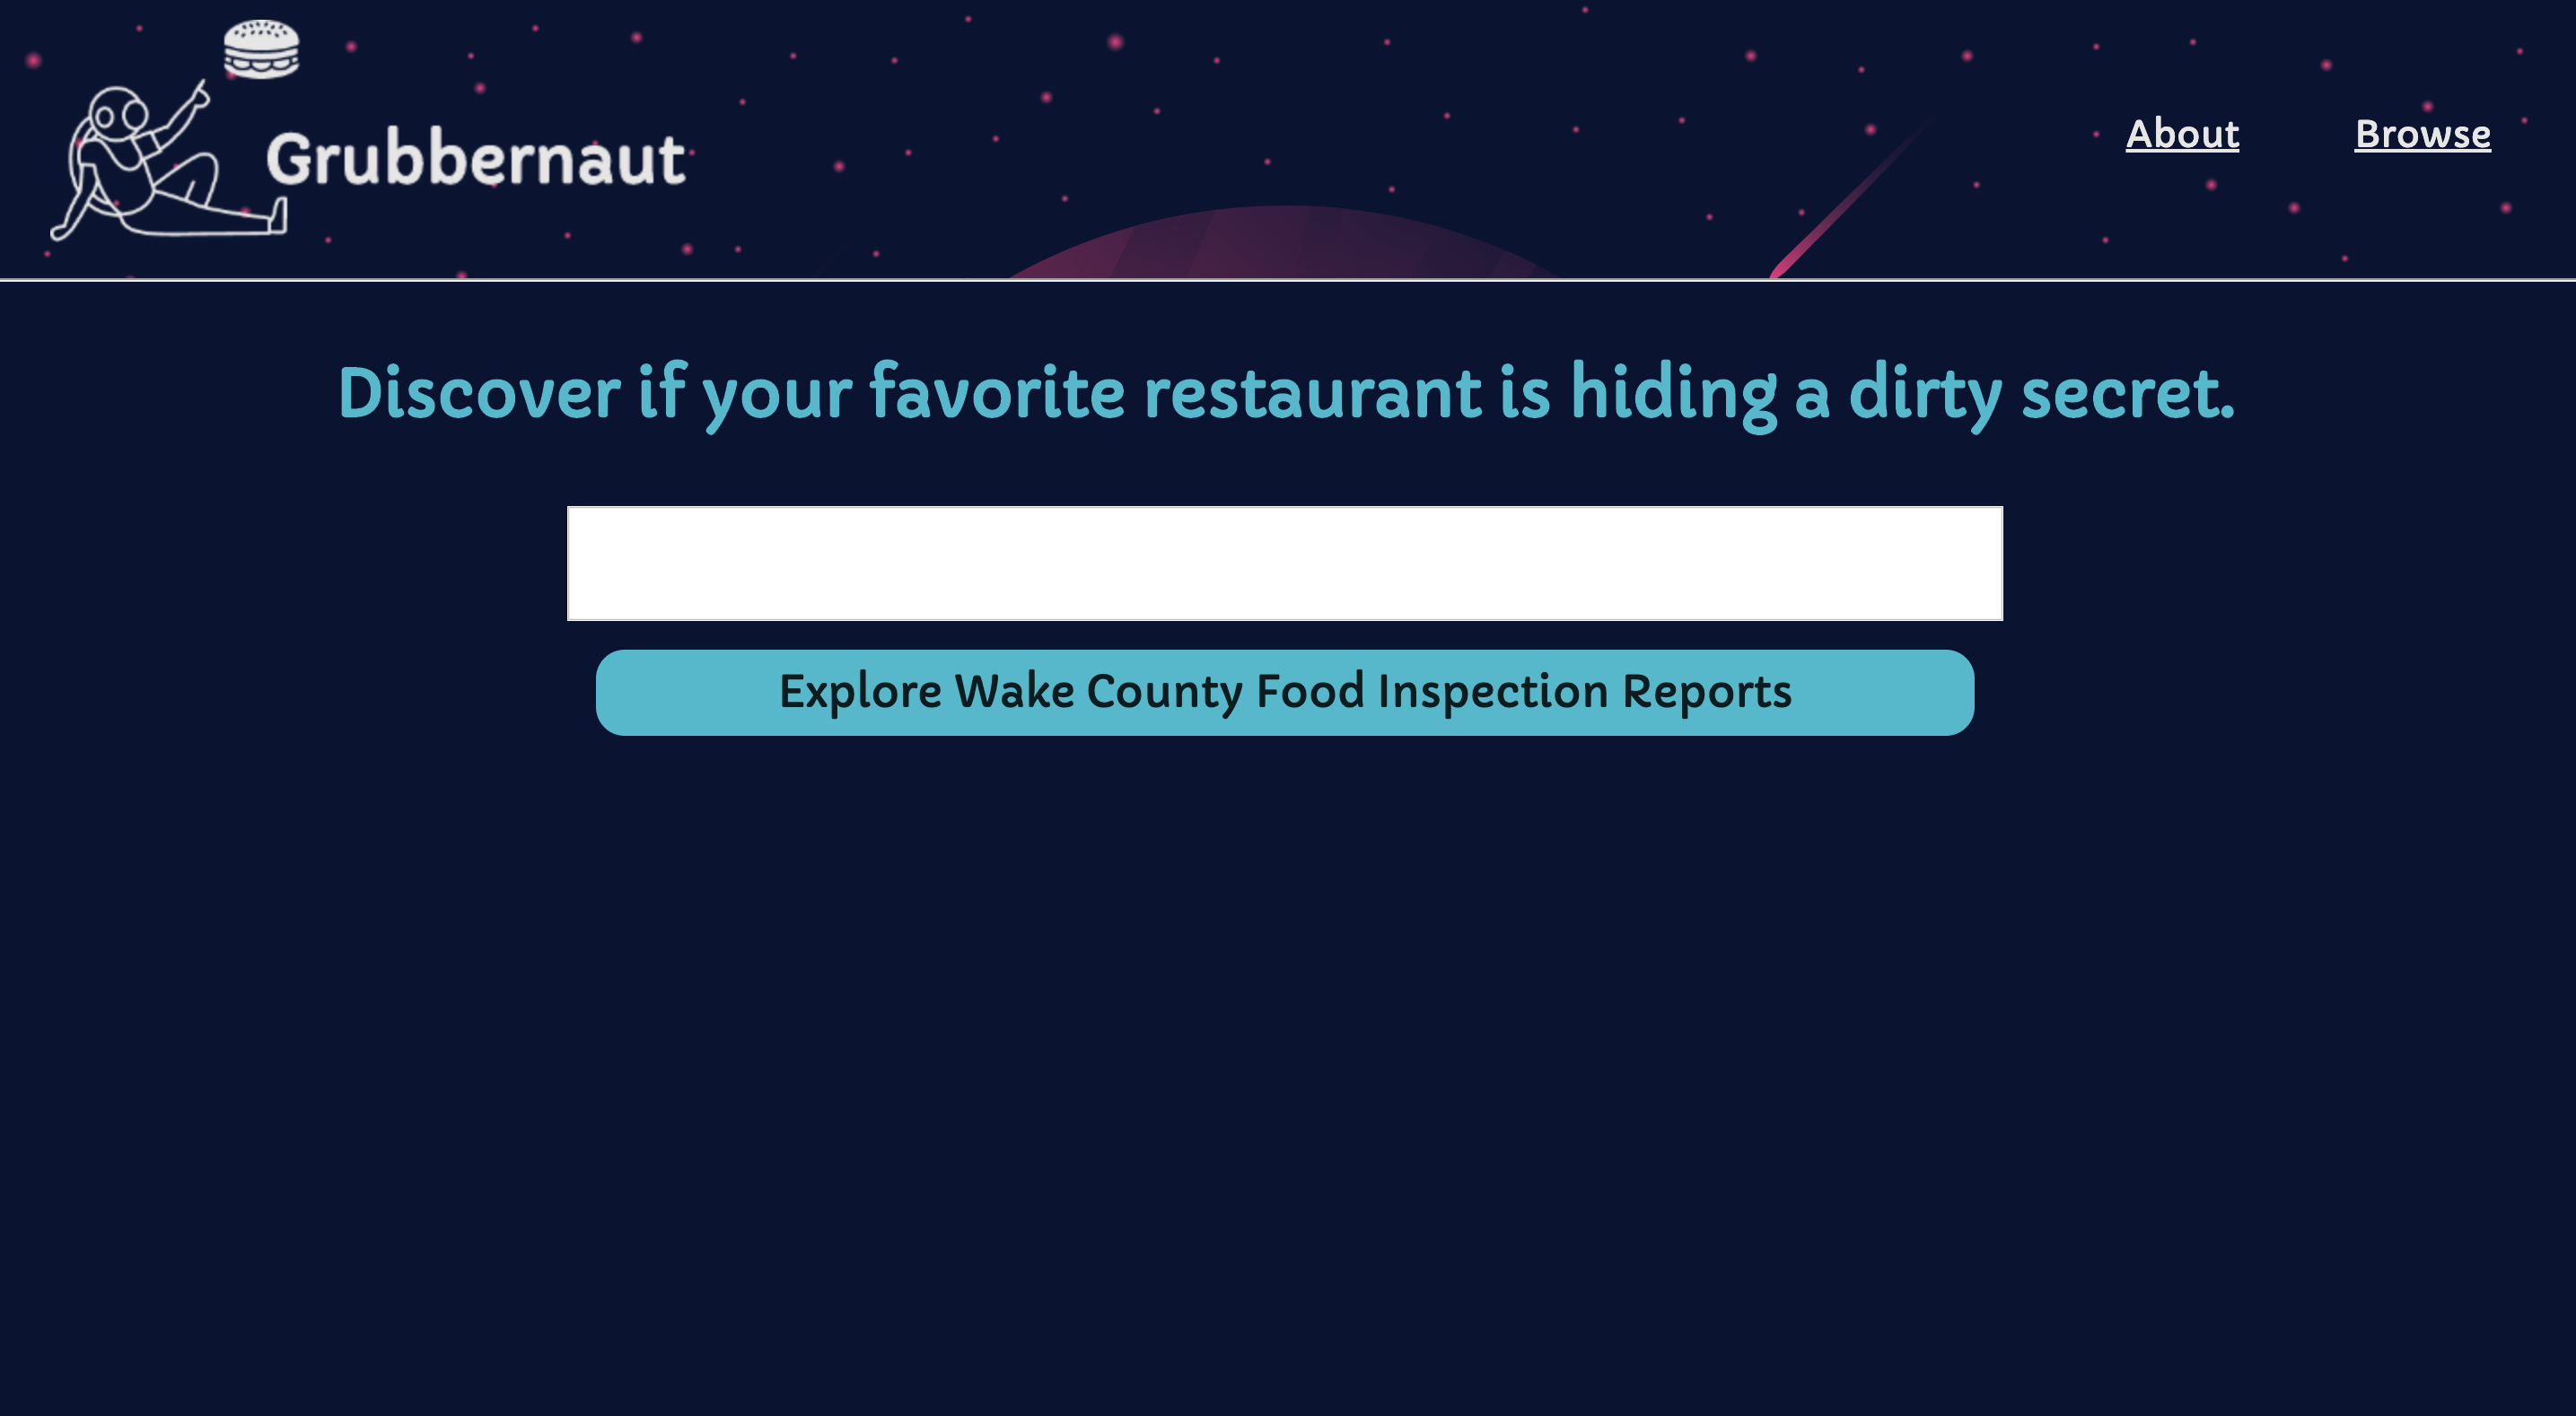 Grubbernaut
About
Browse
Discover if your favorite restaurant is hiding a dirty secret.
Explore Wake County Food Inspection Reports